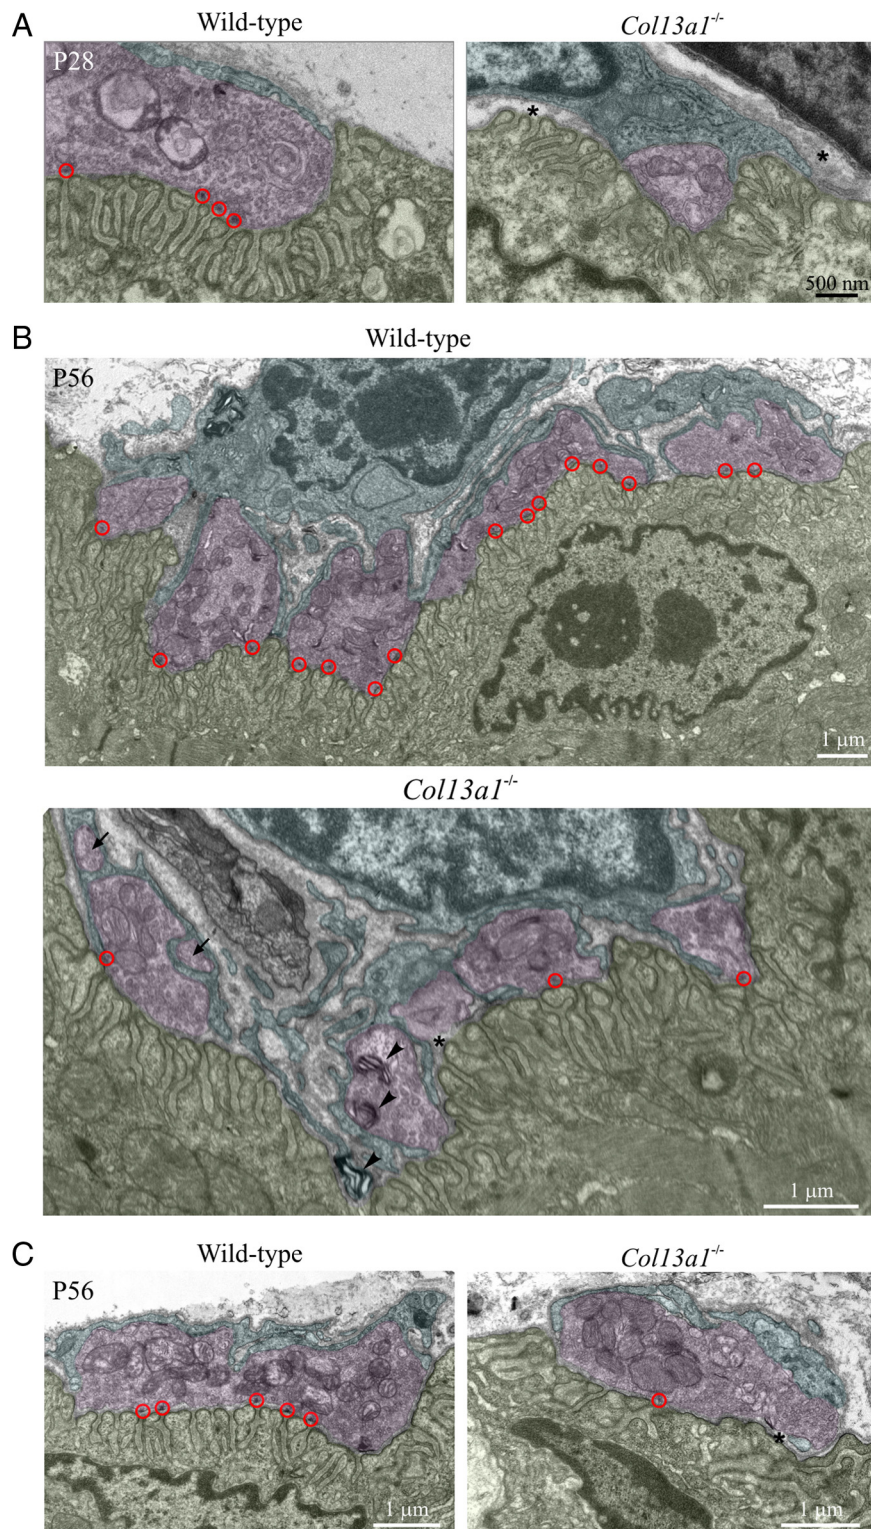 A
Wild-type
Col13a1-/-
P28
*
*
500 nm
B
Wild-type
P56
1 μm
Col13a1-/-
*
1 μm
C
Wild-type
Col13a1-/-
P56
*
1 μm
1 μm